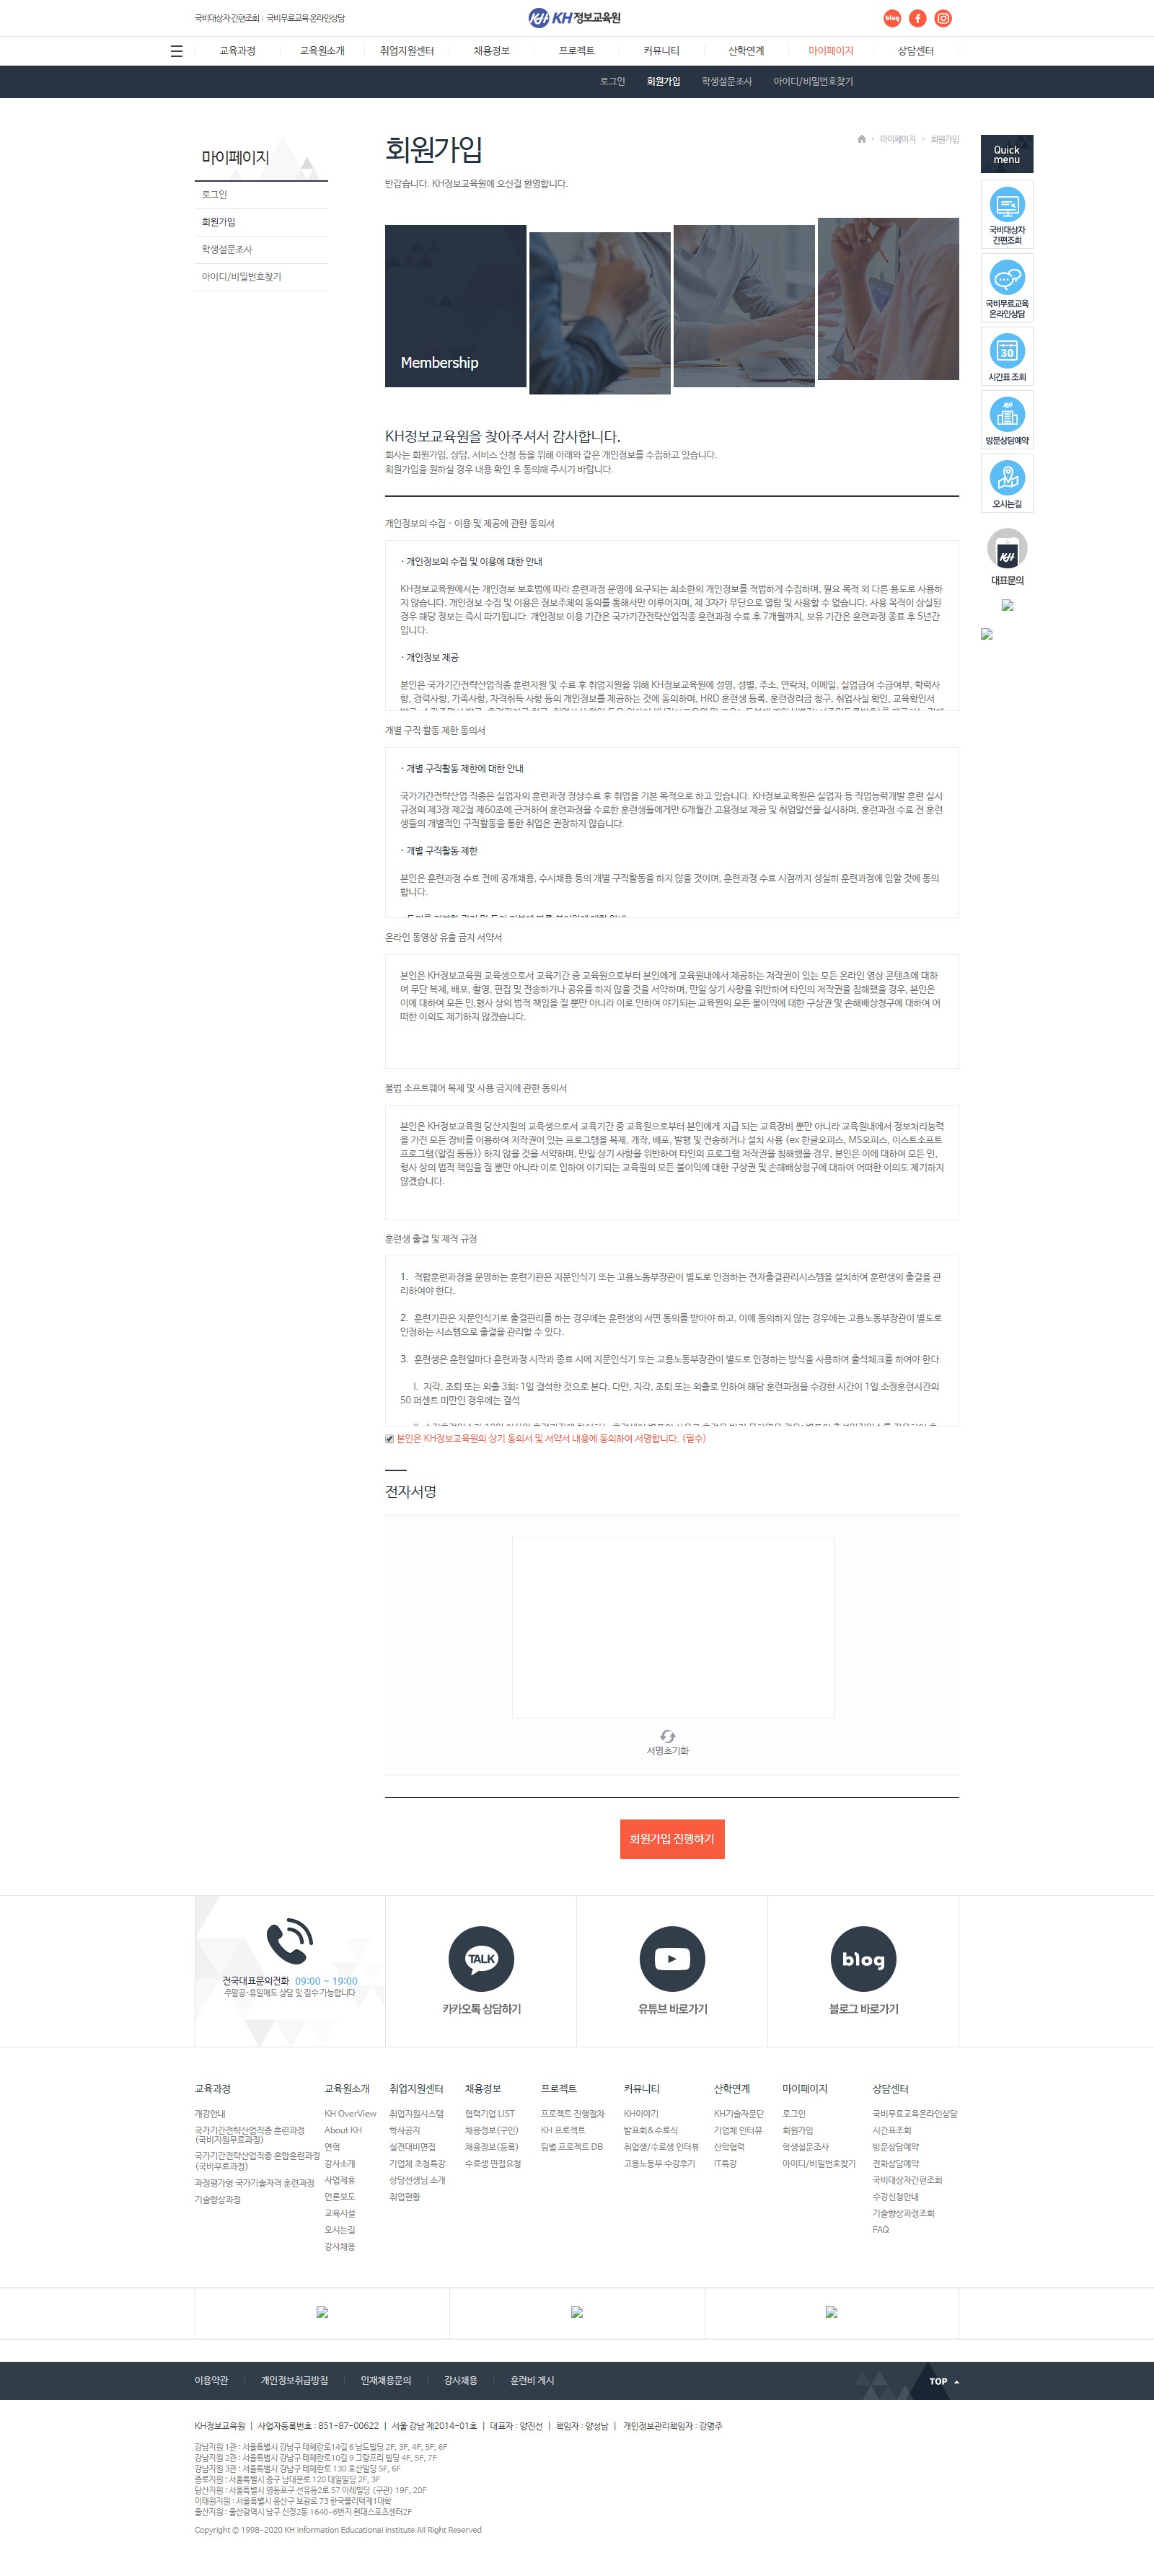 국비대상자 간편조회 | 국비무료교육 온라인상담
KH 정보교육원
blog
교육과정 교육원소개 취업지원센터 채용정보 프로젝트 커뮤니티 산학연계 마이페이지 상담센터
로그인 회원가입 학생설문조사 아이디/비밀번호찾기
마이페이지
로그인
회원가입
학생설문조사
아이디/비밀번호찾기
회원가입
마이페이지 회원가입
반갑습니다. KH정보교육원에 오신걸 환영합니다.
Membership
Quick
menu
국비대상자
간편조회
국비무료교육
온라인상담
30
시간표 조회
KH
방문상담예약
오시는길
KH
대표문의
KH정보교육원을 찾아주셔서 감사합니다.
회사는 회원가입, 상담, 서비스 신청 등을 위해 아래와 같은 개인정보를 수집하고 있습니다.
회원가입을 원하실 경우 내용 확인 후 동의해 주시기 바랍니다.
개인정보의 수집 · 이용 및 제공에 관한 동의서
· 개인정보의 수집 및 이용에 대한 안내
KH정보교육원에서는 개인정보 보호법에 따라 훈련과정 운영에 요구되는 최소한의 개인정보를 적법하게 수집하며, 필요 목적 외 다른 용도로 사용하
지 않습니다. 개인정보 수집 및 이용은 정보주체의 동의를 통해서만 이루어지며, 제 3자가 무단으로 열람 및 사용할 수 없습니다. 사용 목적이 상실된
경우 해당 정보는 즉시 파기됩니다. 개인정보 이용 기간은 국가기간전략산업직종 훈련과정 수료 후 7개월까지, 보유 기간은 훈련과정 종료 후 5년간
입니다.
· 개인정보 제공
본인은 국가기간전략산업직종 훈련지원 및 수료 후 취업지원을 위해 KH정보교육원에 성명, 성별, 주소, 연락처, 이메일, 실업급여 수급여부, 학력사
항, 경력사항, 가족사항, 자격취득 사항 등의 개인정보를 제공하는 것에 동의하며, HRD 훈련생 등록, 훈련장려금 청구, 취업사실 확인, 교육확인서
개별 구직 활동 제한 동의서
· 개별 구직활동 제한에 대한 안내
국가기간전략산업 직종은 실업자의 훈련과정 정상수료 후 취업을 기본 목적으로 하고 있습니다. KH정보교육원은 실업자 등 직업능력개발 훈련 실시
규정의 제3장 제2절 제60조에 근거하여 훈련과정을 수료한 훈련생들에게만 6개월간 고용정보 제공 및 취업알선을 실시하며, 훈련과정 수료 전 훈련
생들의 개별적인 구직활동을 통한 취업은 권장하지 않습니다.
· 개별 구직활동 제한
본인은 훈련과정 수료 전에 공개채용, 수시채용 등의 개별 구직활동을 하지 않을 것이며, 훈련과정 수료 시점까지 성실히 훈련과정에 임할 것에 동의
합니다.
온라인 동영상 유출 금지 서약서
본인은 KH정보교육원 교육생으로서 교육기간 중 교육원으로부터 본인에게 교육원내에서 제공하는 저작권이 있는 모든 온라인 영상 콘텐츠에 대하
여 무단 복제, 배포, 촬영, 편집 및 전송하거나 공유를 하지 않을 것을 서약하며, 만일 상기 사항을 위반하여 타인의 저작권을 침해했을 경우, 본인은
이에 대하여 모든 민,형사 상의 법적 책임을 질 뿐만 아니라 이로 인하여 야기되는 교육원의 모든 불이익에 대한 구상권 및 손해배상청구에 대하여 어
떠한 이의도 제기하지 않겠습니다.
불법 소프트웨어 복제 및 사용 금지에 관한 동의서
본인은 KH정보교육원 당산지원의 교육생으로서 교육기간 중 교육원으로부터 본인에게 지급 되는 교육장비 뿐만 아니라 교육원내에서 정보처리능력
을 가진 모든 장비를 이용하여 저작권이 있는 프로그램을 복제, 개작, 배포, 발행 및 전송하거나 설치 사용 (ex 한글오피스, MS오피스, 이스트소프트
프로그램(알집 등등)) 하지 않을 것을 서약하며, 만일 상기 사항을 위반하여 타인의 프로그램 저작권을 침해했을 경우, 본인은 이에 대하여 모든 민,
형사 상의 법적 책임을 질 뿐만 아니라 이로 인하여 야기되는 교육원의 모든 불이익에 대한 구상권 및 손해배상청구에 대하여 어떠한 이의도 제기하지
않겠습니다.
훈련생 출결 및 제적 규정
1. 적합훈련과정을 운영하는 훈련기관은 지문인식기 또는 고용노동부장관이 별도로 인정하는 전자출결관리시스템을 설치하여 훈련생의 출결을 관
리하여야 한다.
2. 훈련기관은 지문인식기로 출결관리를 하는 경우에는 훈련생의 서면 동의를 받아야 하고, 이에 동의하지 않는 경우에는 고용노동부장관이 별도로
인정하는 시스템으로 출결을 관리할 수 있다.
3. 훈련생은 훈련일마다 훈련과정 시작과 종료 시에 지문인식기 또는 고용노동부장관이 별도로 인정하는 방식을 사용하여 출석체크를 하여야 한다.
I. 지각, 조퇴 또는 외출 3회: 1일 결석한 것으로 본다. 다만, 지각, 조퇴 또는 외출로 인하여 해당 훈련과정을 수강한 시간이 1일 소정훈련시간의
50 퍼센트 미만인 경우에는 결석
본인은 KH정보교육원의 상기 동의서 및 서약서 내용에 동의하여 서명합니다. (필수)
전자서명
서명초기화
회원가입 진행하기
전국대표문의전화 09:00 ~ 19:00
주말공·휴일에도 상담 및 접수 가능합니다
TALK
카카오톡 상담하기
유튜브 바로가기
blog
블로그 바로가기
교육과정
개강안내
국가기간전략산업직종 훈련과정
(국비지원무료과정)
국가기간전략산업직종 혼합훈련과정
(국비무료과정)
과정평가형 국가기술자격 훈련과정
기술향상과정
교육원소개
KH OverView
About KH
연혁
강사소개
사업제휴
언론보도
교육시설
오시는길
강사채용
취업지원센터
취업지원시스템
학사공지
실전대비면접
기업체 초청특강
상담선생님 소개
취업현황
채용정보
협력기업 LIST
채용정보(구인)
채용정보(등록)
수료생 면접요청
프로젝트
프로젝트 진행절차
KH 프로젝트
팀별 프로젝트 DB
커뮤니티
KH이야기
발표회&수료식
취업생/수료생 인터뷰
고용노동부 수강후기
산학연계
KH기술자문단
기업체 인터뷰
산학협력
IT특강
마이페이지
로그인
회원가입
학생설문조사
아이디/비밀번호찾기
상담센터
국비무료교육온라인상담
시간표조회
방문상담예약
전화상담예약
국비대상자간편조회
수강신청안내
기술향상과정조회
FAQ
이용약관 개인정보취급방침 인재채용문의 강사채용 훈련비 게시
TOP
KH정보교육원 | 사업자등록번호 : 851-87-00622 | 서울 강남 제2014-01호 | 대표자 : 양진선 | 책임자 : 양성남 | 개인정보관리책임자 : 강명주
강남지원 1관 : 서울특별시 강남구 테헤란로14길 6 남도빌딩 2F, 3F, 4F, 5F, 6F
강남지원 2관 : 서울특별시 강남구 테헤란로10길 9 그랑프리 빌딩 4F, 5F, 7F
강남지원 3관 : 서울특별시 강남구 테헤란로 130 호산빌딩 5F, 6F
종로지원 : 서울특별시 중구 남대문로 120 대일빌딩 2F, 3F
당산지원 : 서울특별시 영등포구 선유동2로 57 이레빌딩 (구관) 19F, 20F
이태원지원 : 서울특별시 용산구 보광로 73 한국폴리텍제1대학
울산지원 : 울산광역시 남구 신정2동 1640-6번지 현대스포츠센터2F
Copyright © 1998-2020 KH Information Educational Institute All Right Reserved